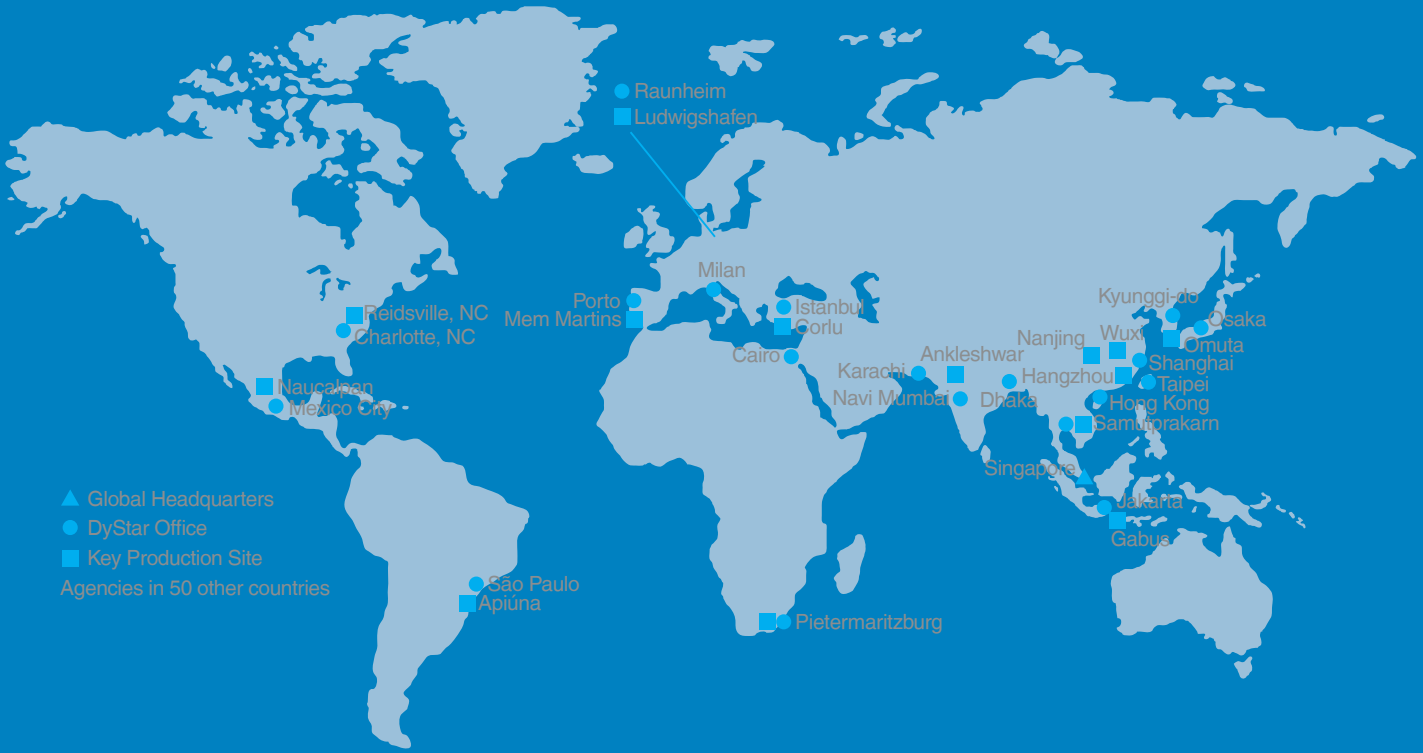 Raunheim
Ludwigshafen
Milan
Porto
Mem Martins
Istanbul
Corlu
Cairo
Reidsville, NC
Charlotte, NC
Naucalpan
Mexico City
Kyunggi-do
Osaka
Omuta
Nanjing
Wuxi
Shanghai
Ankleshwar
Karachi
Hangzhou
Taipei
Navi Mumbai
Dhaka
Hong Kong
Samutprakarn
Singapore
Jakarta
Gabus
Global Headquarters
DyStar Office
Key Production Site
Agencies in 50 other countries
São Paulo
Apiúna
Pietermaritzburg